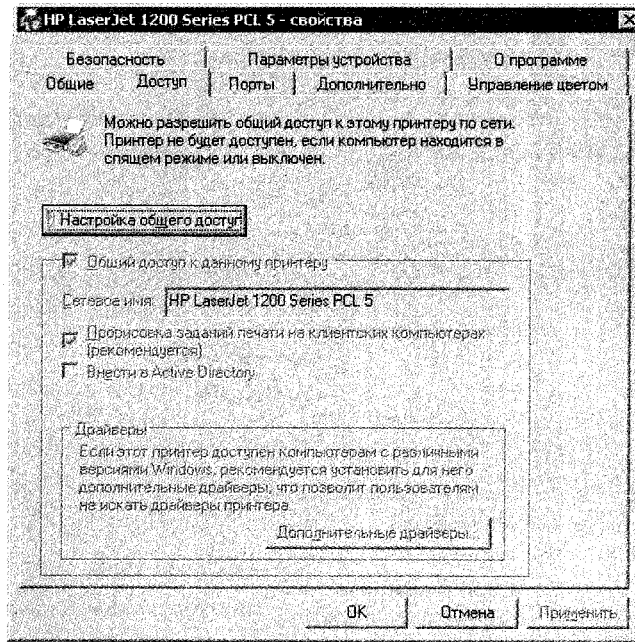 HP LaserJet 1200 Series PCL 5 - свойства
Безопасность Параметры устройства О программе
Общие Доступ Порты Дополнительно Управление цветом
Можно разрешить общий доступ к этому принтеру по сети.
Принтер не будет доступен, если компьютер находится в
спящем режиме или выключен.
Настройка общего доступ
Общий доступ к данному принтеру
Сетевое имя: HP LaserJet 1200 Series PCL 5
Прорисовка заданий печати на клиентских компьютерах
(рекомендуется)
Внести в Active Directory
Драйверы
Если этот принтер доступен компьютерам с различными
версиями Windows, рекомендуется установить для него
дополнительные драйверы, что позволит пользователям
не искать драйверы принтера.
Дополнительные драйверы...
OK Отмена Применить